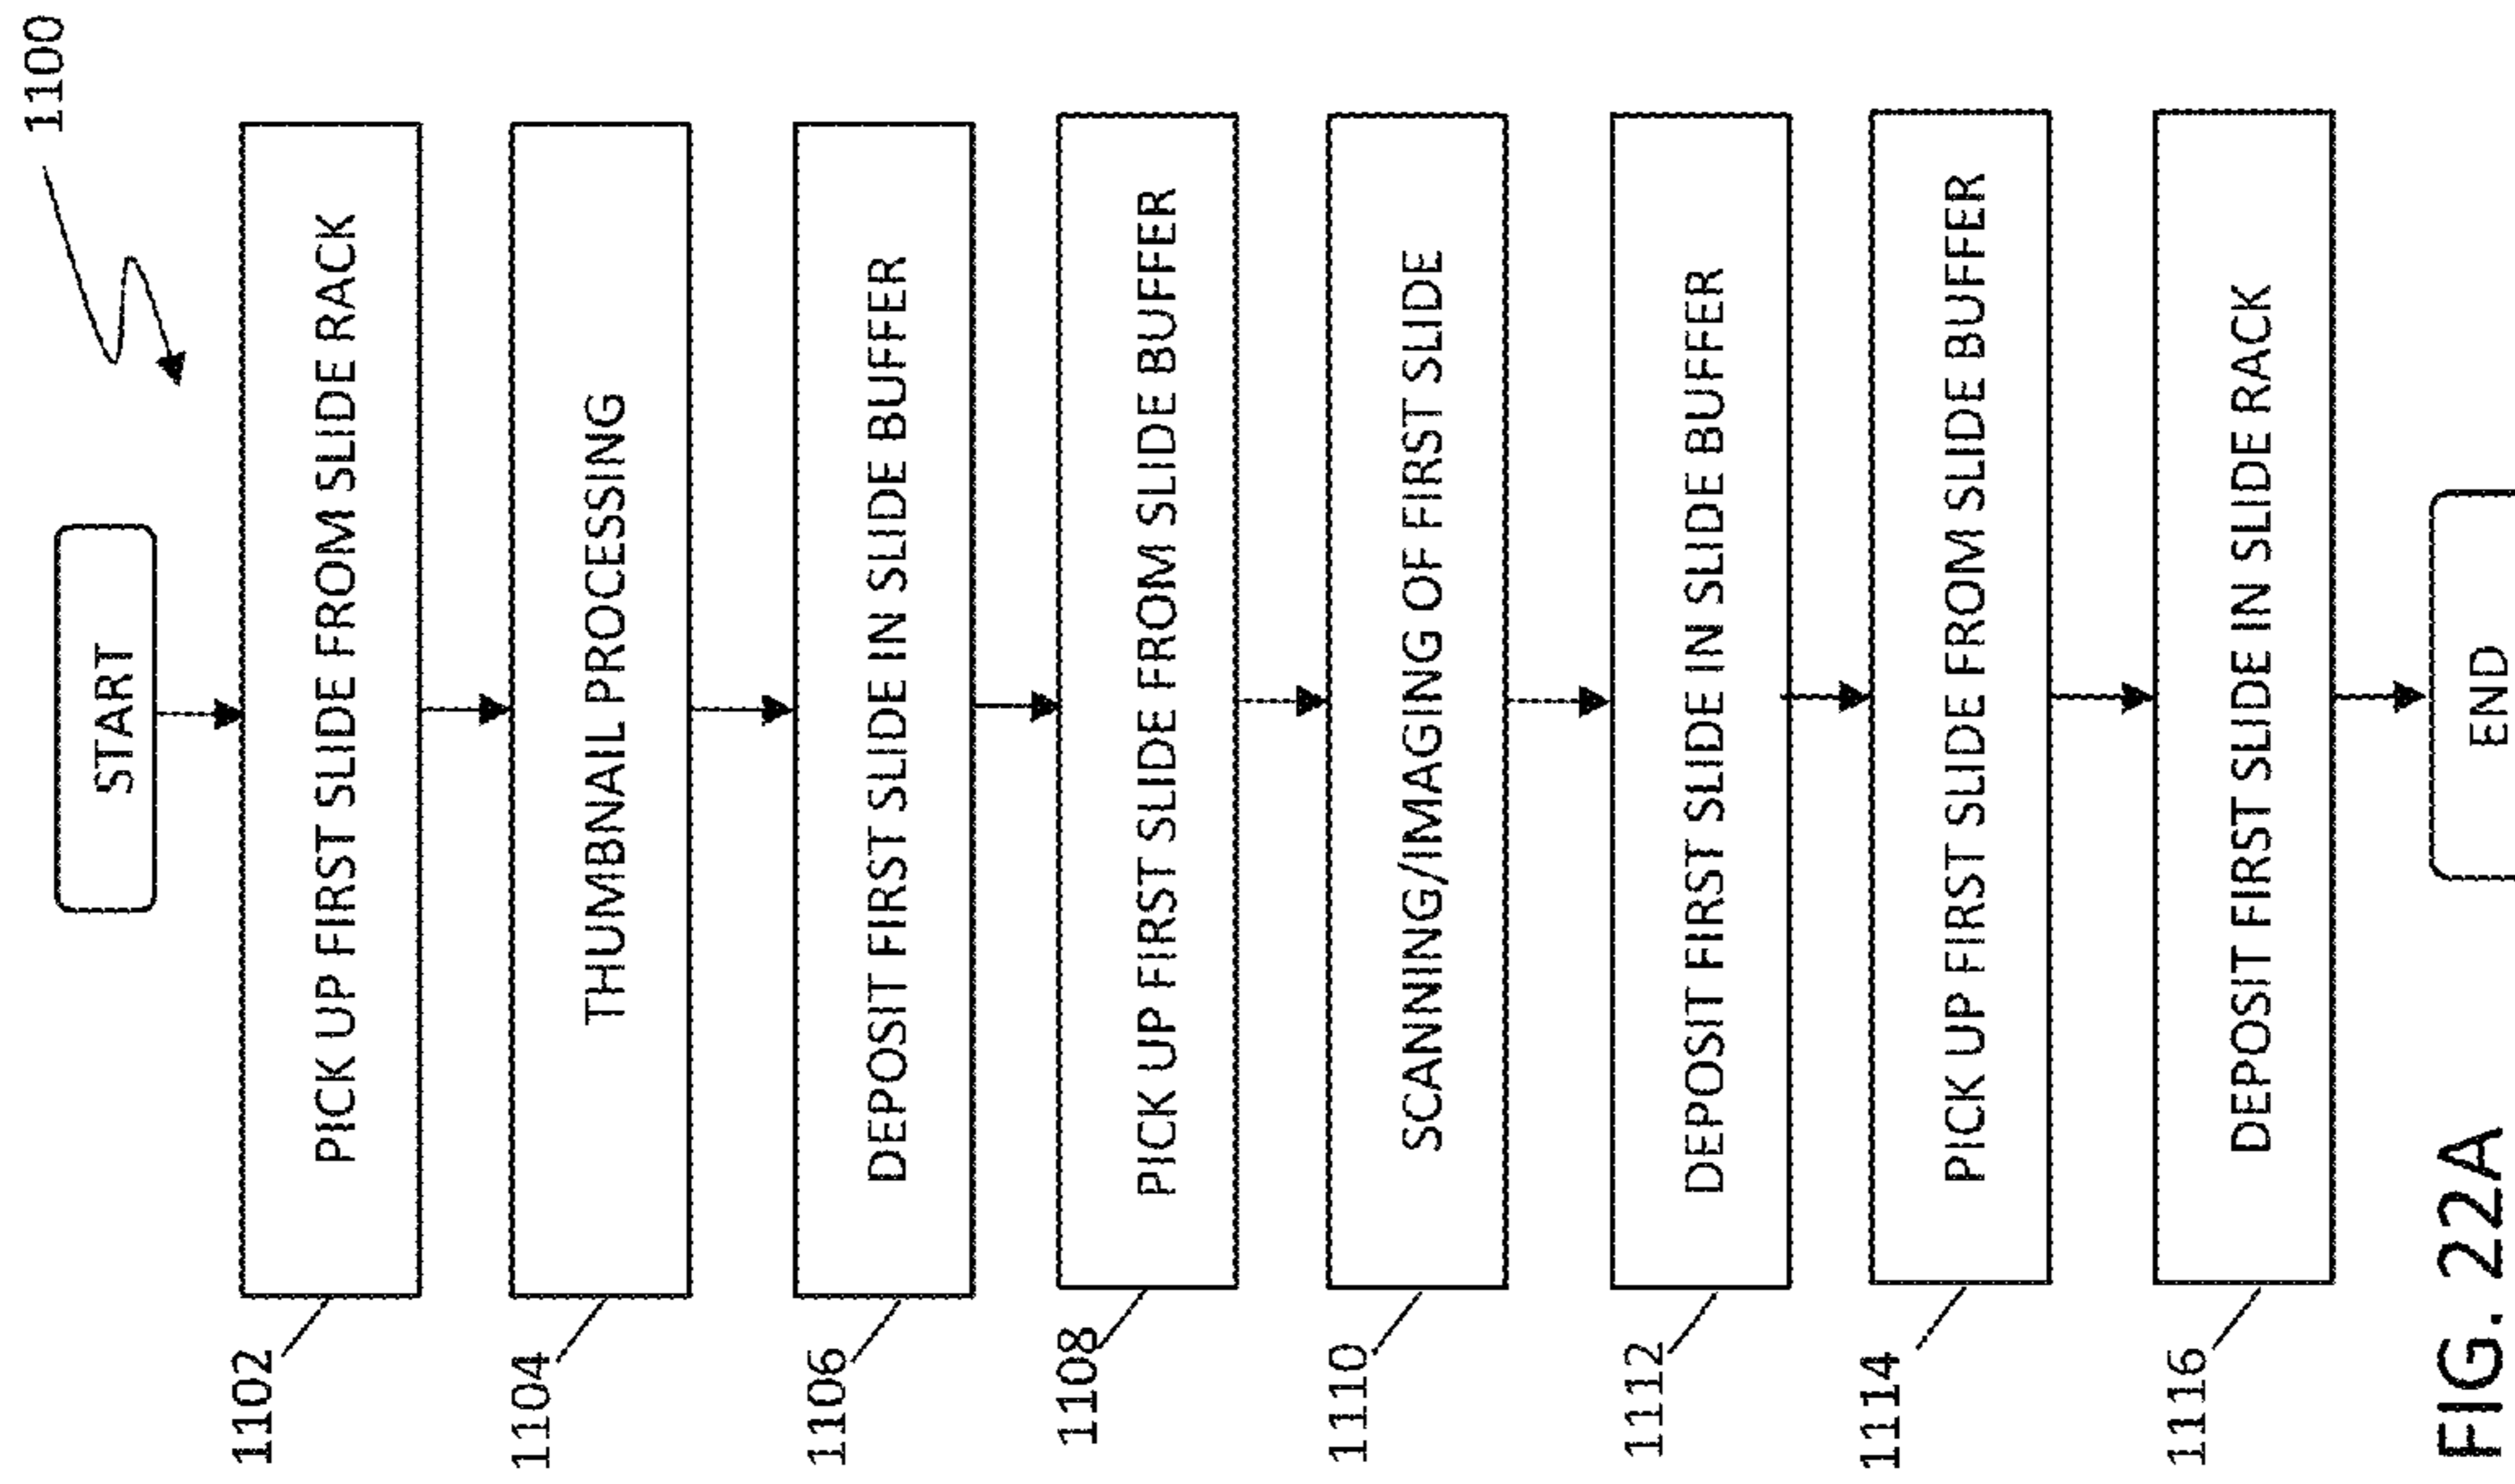 1100
START
1102
PICK UP FIRST SLIDE FROM SLIDE RACK
1104
THUMBNAIL PROCESSING
1106
DEPOSIT FIRST SLIDE IN SLIDE BUFFER
1108
PICK UP FIRST SLIDE FROM SLIDE BUFFER
1110
SCANNING/IMAGING OF FIRST SLIDE
1112
DEPOSIT FIRST SLIDE IN SLIDE BUFFER
1114
PICK UP FIRST SLIDE FROM SLIDE BUFFER
1116
DEPOSIT FIRST SLIDE IN SLIDE RACK
END
FIG. 22A